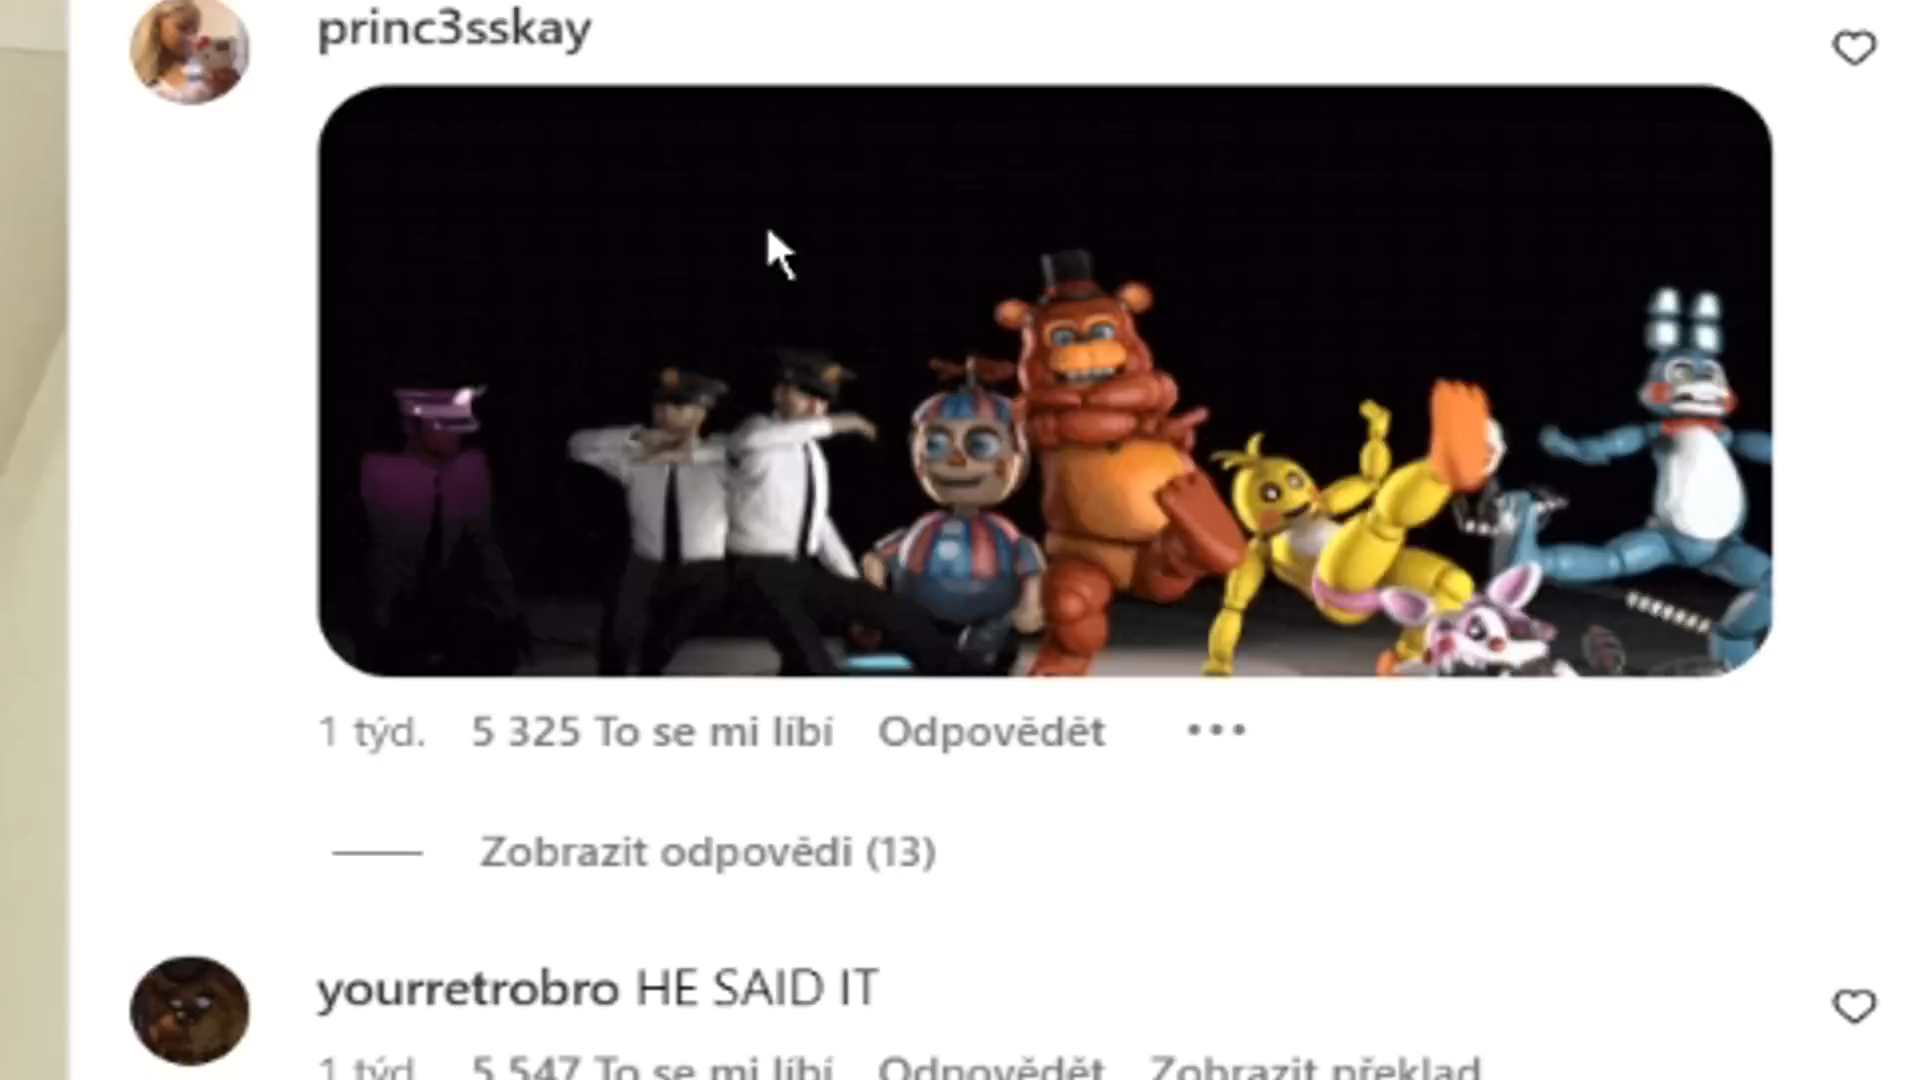 princ3sskay
1 týd. 5 325 To se mi líbí Odpovědět •••
Zobrazit odpovědi (13)
yourretrobro HE SAID IT
1 týd. 5 547 To se mi líbí Odpovědět Zobrazit překlad